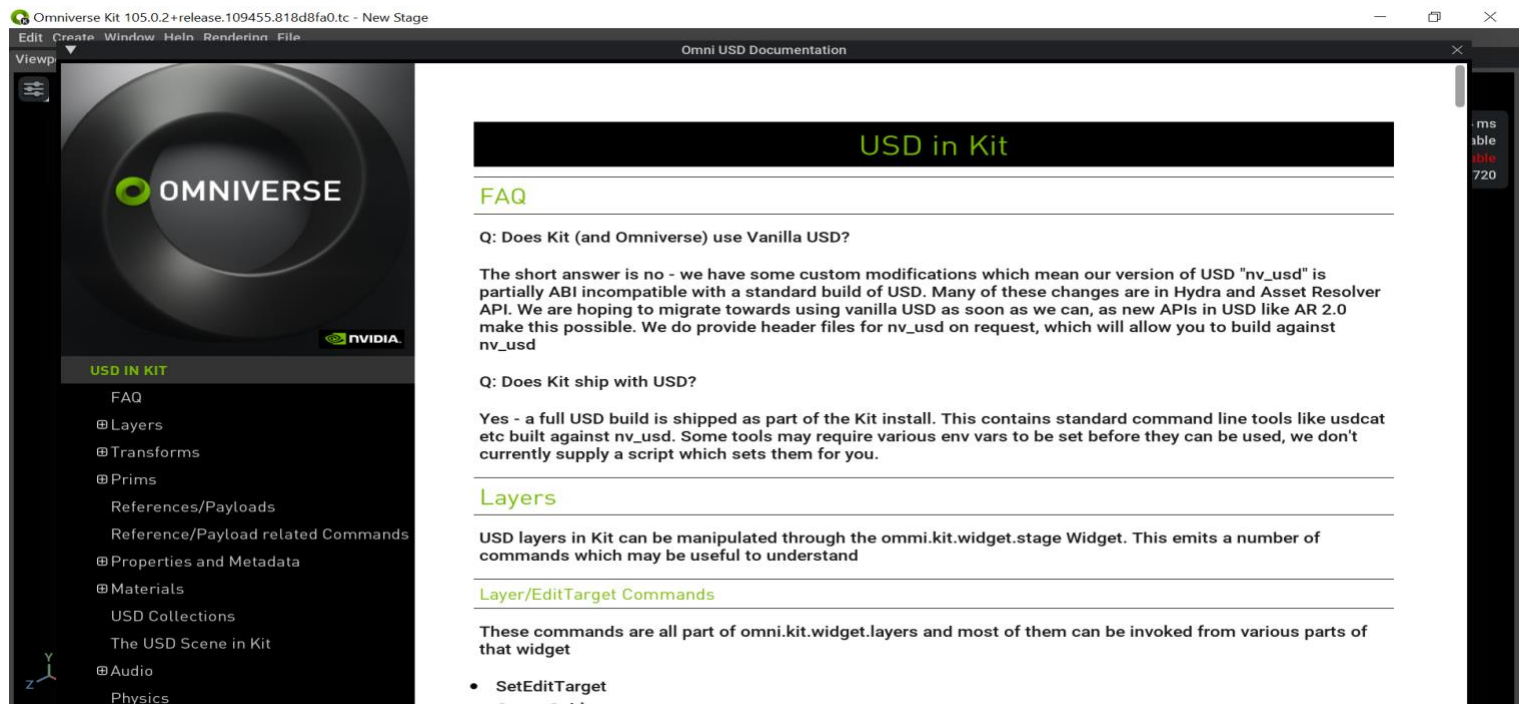 Omniverse Kit 105.0.2+release.109455.818d8fa0.tc - New Stage
Edit Create Window Help Rendering File
Omni USD Documentation
Viewp
ms
able
able
720
OMNIVERSE
NVIDIA.
USD IN KIT
FAQ
Layers
Transforms
Prims
References/Payloads
Reference/Payload related Commands
Properties and Metadata
Materials
USD Collections
The USD Scene in Kit
Audio
Physics
Y
Z
USD in Kit
FAQ
Q: Does Kit (and Omniverse) use Vanilla USD?
The short answer is no - we have some custom modifications which mean our version of USD "nv_usd" is
partially ABI incompatible with a standard build of USD. Many of these changes are in Hydra and Asset Resolver
API. We are hoping to migrate towards using vanilla USD as soon as we can, as new APIs in USD like AR 2.0
make this possible. We do provide header files for nv_usd on request, which will allow you to build against
nv_usd
Q: Does Kit ship with USD?
Yes - a full USD build is shipped as part of the Kit install. This contains standard command line tools like usdcat
etc built against nv_usd. Some tools may require various env vars to be set before they can be used, we don't
currently supply a script which sets them for you.
Layers
USD layers in Kit can be manipulated through the ommi.kit.widget.stage Widget. This emits a number of
commands which may be useful to understand
Layer/EditTarget Commands
These commands are all part of omni.kit.widget.layers and most of them can be invoked from various parts of
that widget
• SetEditTarget